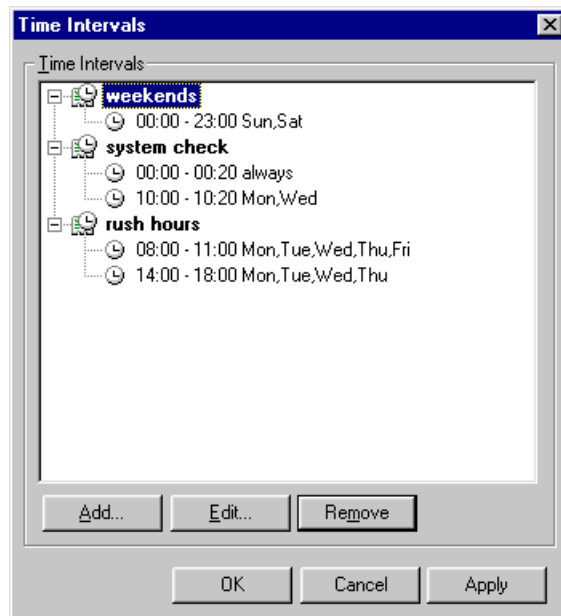 Time Intervals
Time Intervals
weekends
00:00 - 23:00 Sun,Sat
system check
00:00 - 00:20 always
10:00 - 10:20 Mon,Wed
rush hours
08:00 - 11:00 Mon,Tue,Wed,Thu,Fri
14:00 - 18:00 Mon,Tue,Wed,Thu
Add... Edit... Remove
OK Cancel Apply